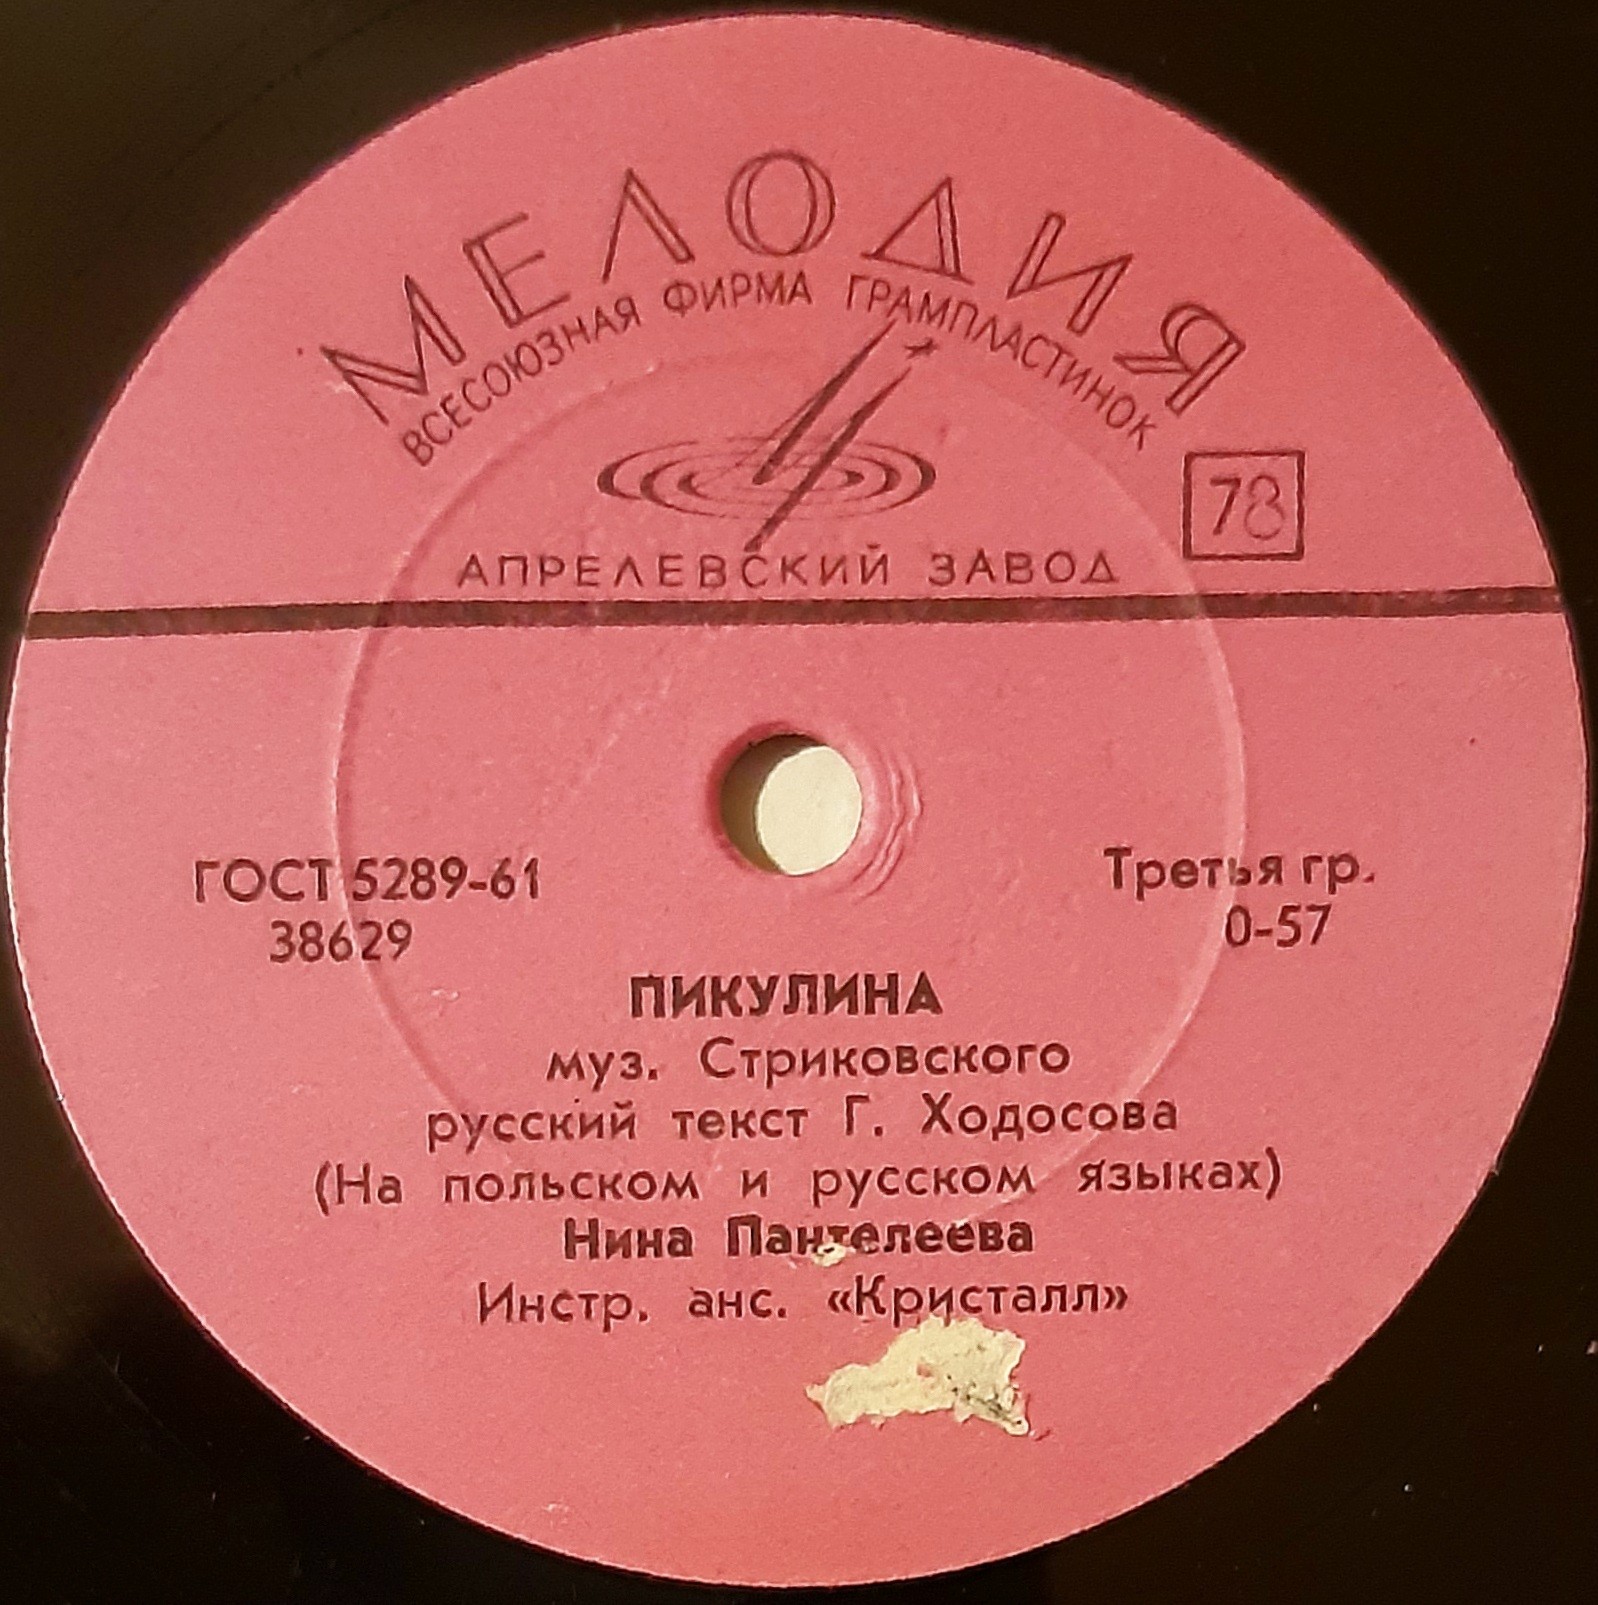 МЕЛОДИЯ
ВСЕСОЮЗНАЯ ФИРМА ГРАМПЛАСТИНОК
78
АПРЕЛЕВСКИЙ ЗАВОД
ГОСТ 5289-61
38629
Третья гр.
0-57
ПИКУЛИНА
муз. Стриковского
русский текст Г. Ходосова
(На польском и русском языках)
Нина Пантелеева
Инстр. анс. «Кристалл»